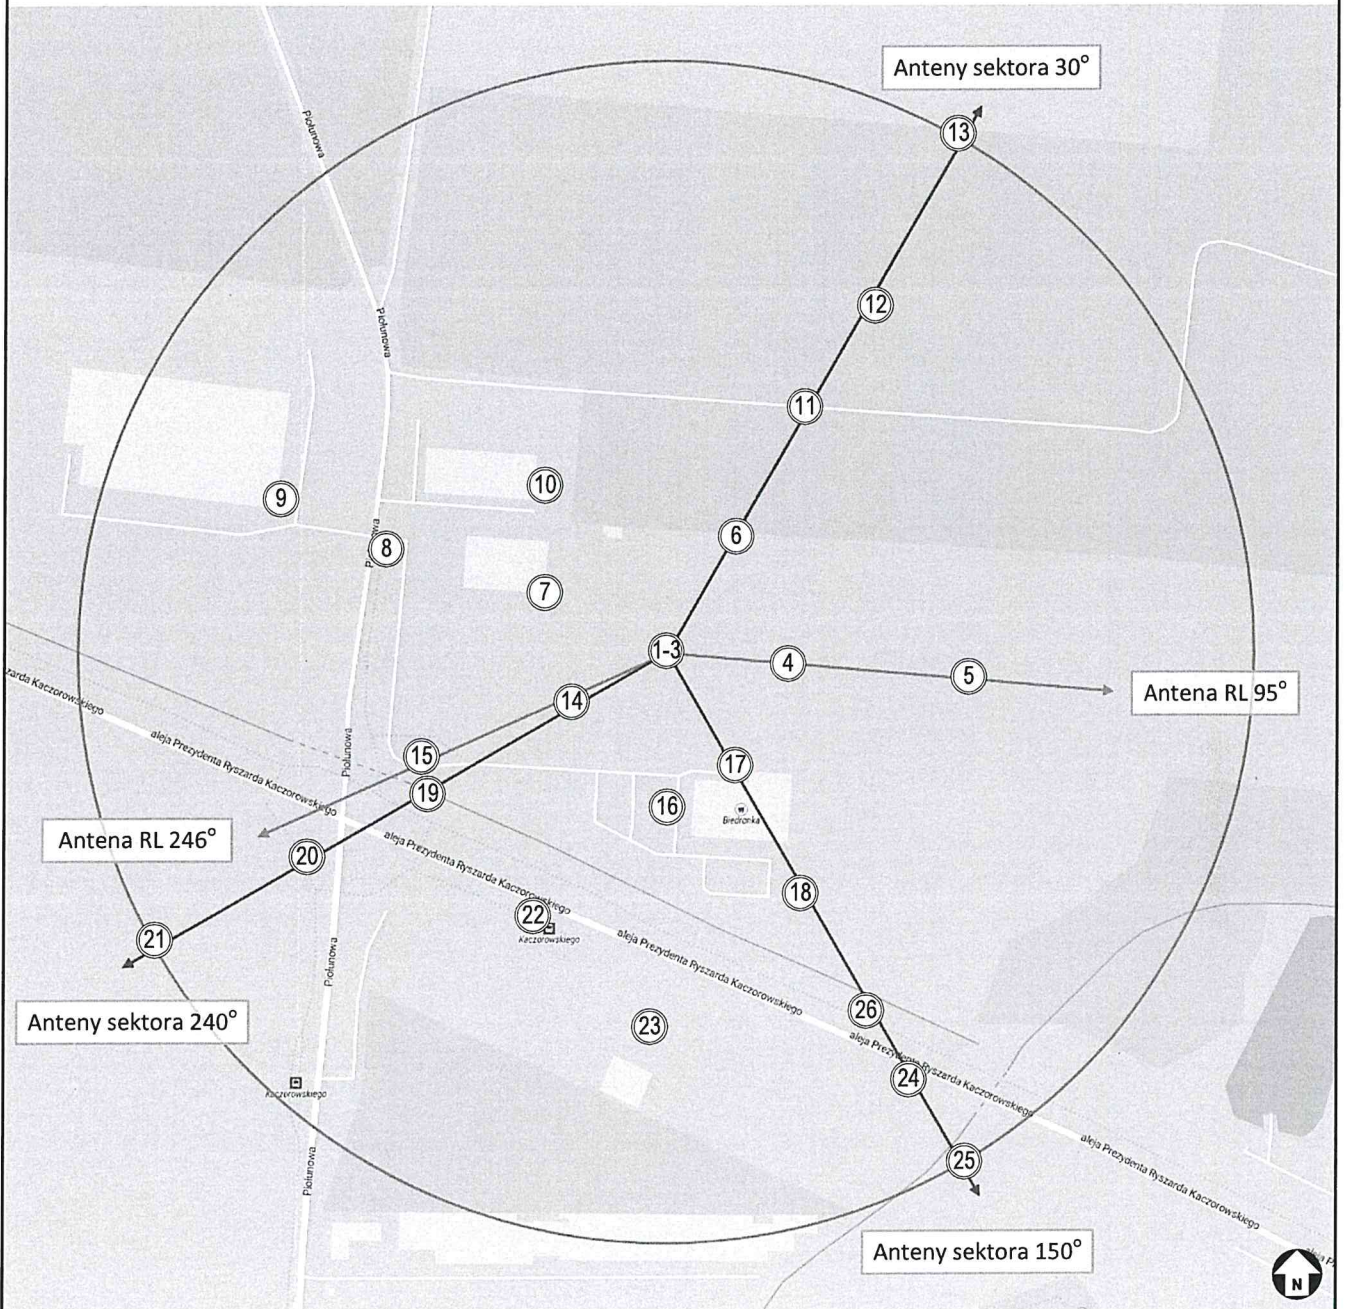 Anteny sektora 30°
13
Piołunowa
12
Piołunowa
11
10
9
6
8
7
1-3
4
5
Antena RL 95°
14
aleja Prezydenta Ryszarda Kaczorowskiego
Piołunowa
15
17
19
16
Biedronka
Antena RL 246°
20
aleja Prezydenta Ryszarda Kaczorowskiego
18
22
Kaczorowskiego
21
aleja Prezydenta Ryszarda Kaczorowskiego
Piołunowa
Anteny sektora 240°
26
23
aleja Prezydenta Ryszarda Kaczorowskiego
24
Kaczorowskiego
25
aleja Prezydenta Ryszarda Kaczorowskiego
Piołunowa
Anteny sektora 150°
N